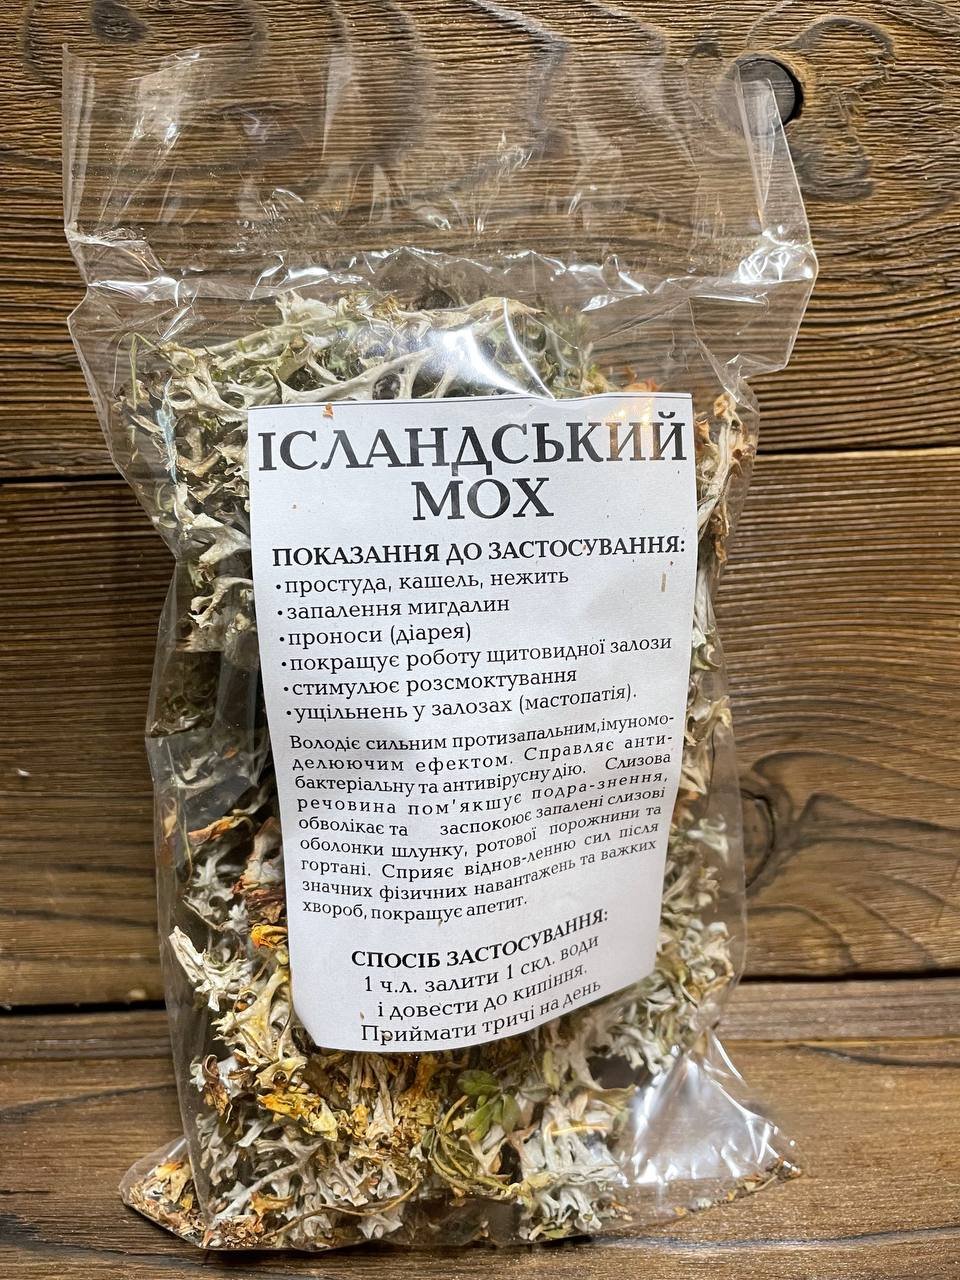 ІСЛАНДСЬКИЙ
МОХ
ПОКАЗАННЯ ДО ЗАСТОСУВАННЯ:
•простуда, кашель, нежить
•запалення мигдалин
•проноси (діарея)
•покращує роботу щитовидної залози
•стимулює розсмоктування
•ущільнень у залозах (мастопатія).
Володіє сильним протизапальним,імуномо-
делюючим ефектом. Справляє анти-
бактеріальну та антивірусну дію. Слизова
речовина пом'якшує подра-знення,
обволікає та заспокоює запалені слизові
оболонки шлунку, ротової порожнини та
гортані. Сприяє віднов-ленню сил після
значних фізичних навантажень та важких
хвороб, покращує апетит.
СПОСІБ ЗАСТОСУВАННЯ:
1 ч.л. залити 1 скл. води
і довести до кипіння.
Приймати тричі на день